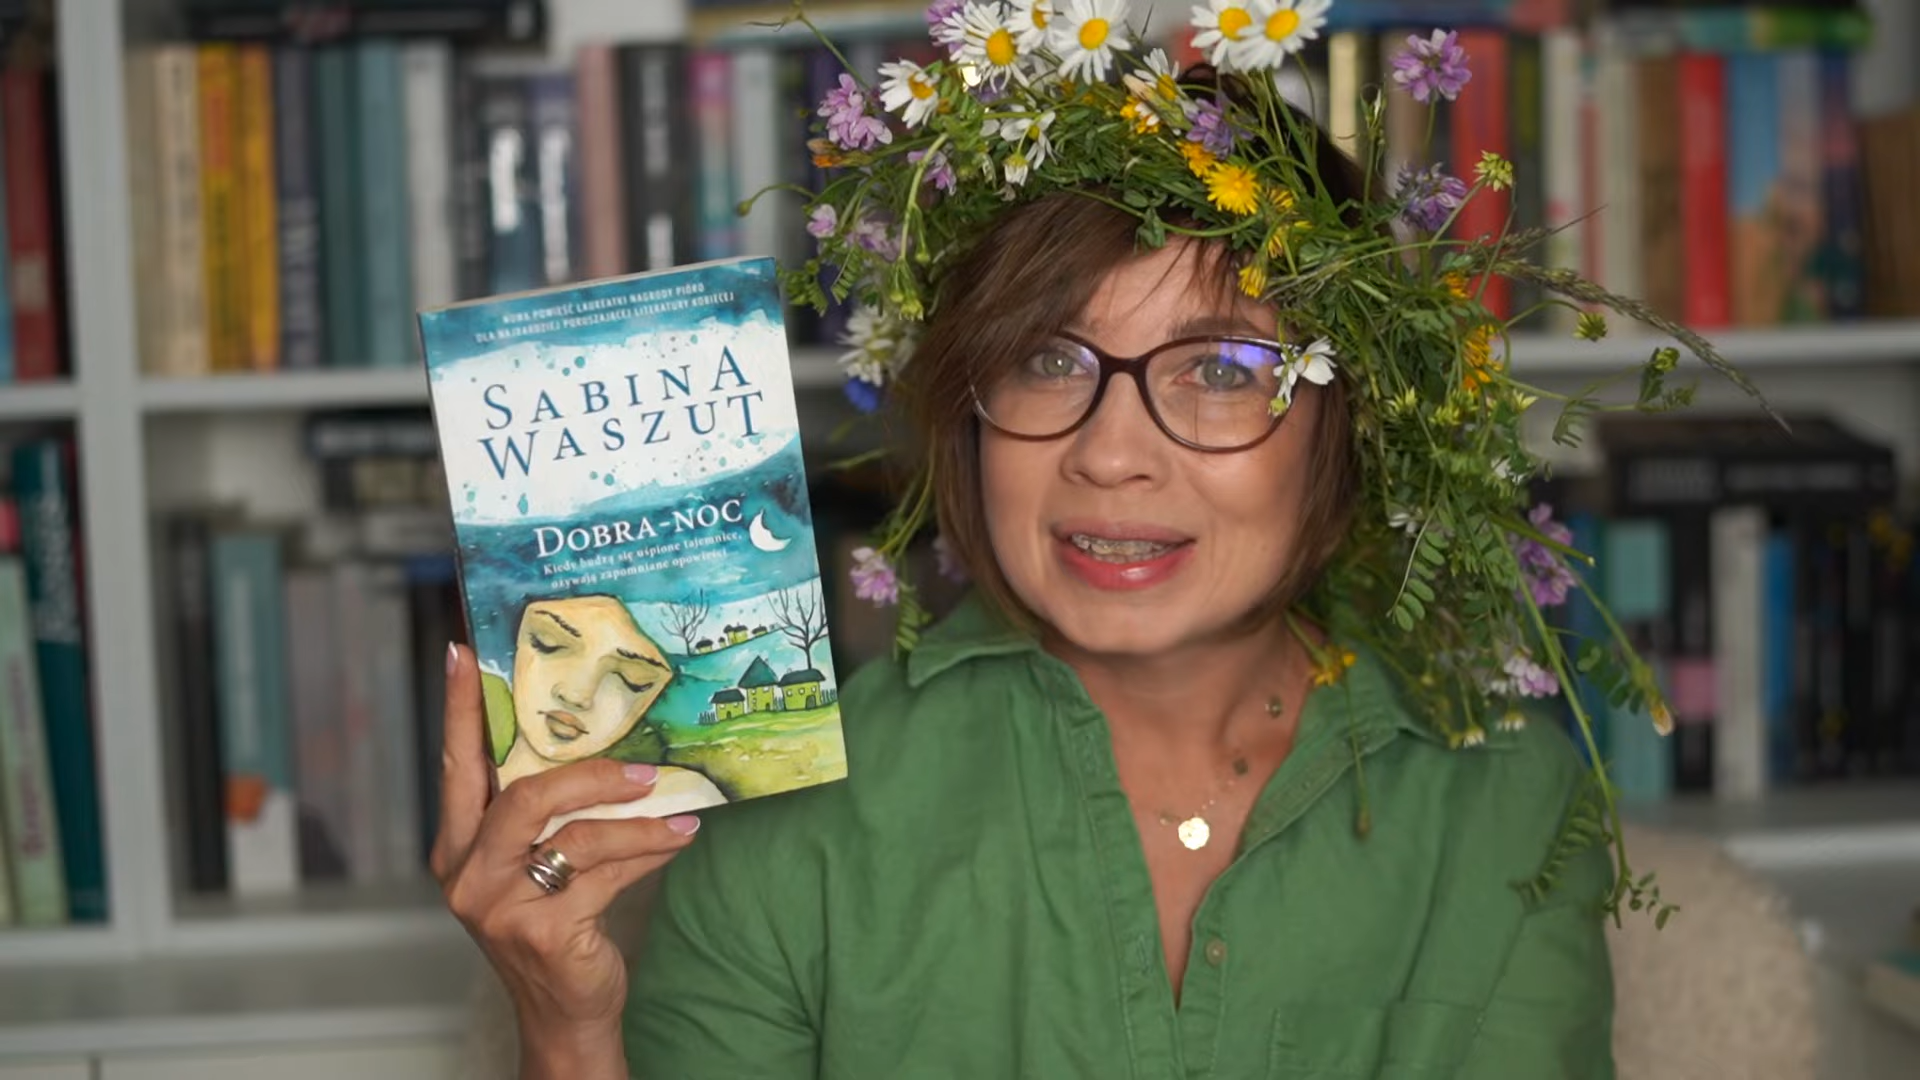 NOWA POWIEŚĆ LAUREATKI NAGRODY PIÓRO
DLA NAJBARDZIEJ PORUSZAJĄCEJ LITERATURY KOBIECEJ
SABINA
WASZUT
DOBRA-NOC
Kiedy budzą się uśpione tajemnice,
ożywają zapomniane opowieści